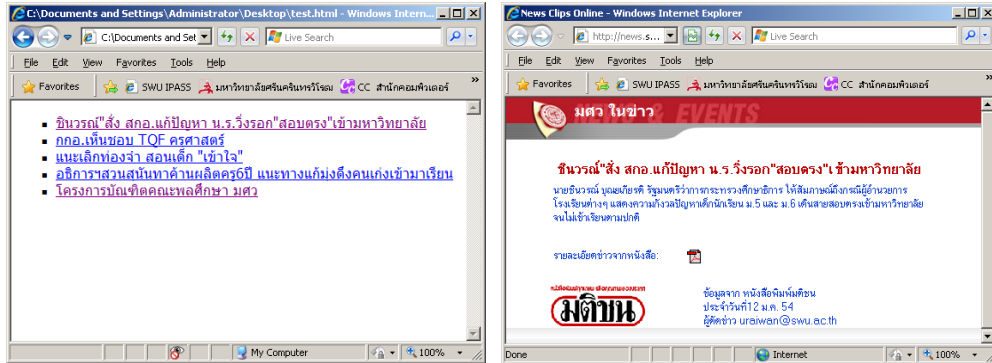 C:\Documents and Settings\Administrator\Desktop\test.html - Windows Intern...
C:\Documents and Set
Live Search
File Edit View Favorites Tools Help
Favorites SWU IPASS มหาวิทยาลัยศรีนครินทรวิโรฒ CC สำนักคอมพิวเตอร์ »
ชินวรณ์"สั่ง สกอ.แก้ปัญหา น.ร.วิ่งรอก"สอบตรง"เข้ามหาวิทยาลัย
กกอ.เห็นชอบ TQF ครุศาสตร์
แนะเลิกท่องจำ สอนเด็ก "เข้าใจ"
อธิการฯสวนสุนันทาค้านผลิตครู6ปี แนะทางแก้มุ่งดึงคนเก่งเข้ามาเรียน
โครงการบัณฑิตคณะพลศึกษา มศว
My Computer
100%
News Clips Online - Windows Internet Explorer
http://news.s...
Live Search
File Edit View Favorites Tools Help
Favorites SWU IPASS มหาวิทยาลัยศรีนครินทรวิโรฒ CC สำนักคอมพิวเตอร์ »
NEWS & EVENTS
มศว ในข่าว
ชินวรณ์"สั่ง สกอ.แก้ปัญหา น.ร.วิ่งรอก"สอบตรง"เข้ามหาวิทยาลัย
นายชินวรณ์ บุณยเกียรติ รัฐมนตรีว่าการกระทรวงศึกษาธิการ ให้สัมภาษณ์ถึงกรณีผู้อำนวยการ
โรงเรียนต่างๆ แสดงความกังวลปัญหาเด็กนักเรียน ม.5 และ ม.6 เดินสายสอบตรงเข้ามหาวิทยาลัย
จนไม่เข้าเรียนตามปกติ
รายละเอียดข่าวจากหนังสือ:
มติชน
ข้อมูลจาก หนังสือพิมพ์มติชน
ประจำวันที่12 ม.ค. 54
ผู้ตัดข่าว uraiwan@swu.ac.th
Done
Internet
100%